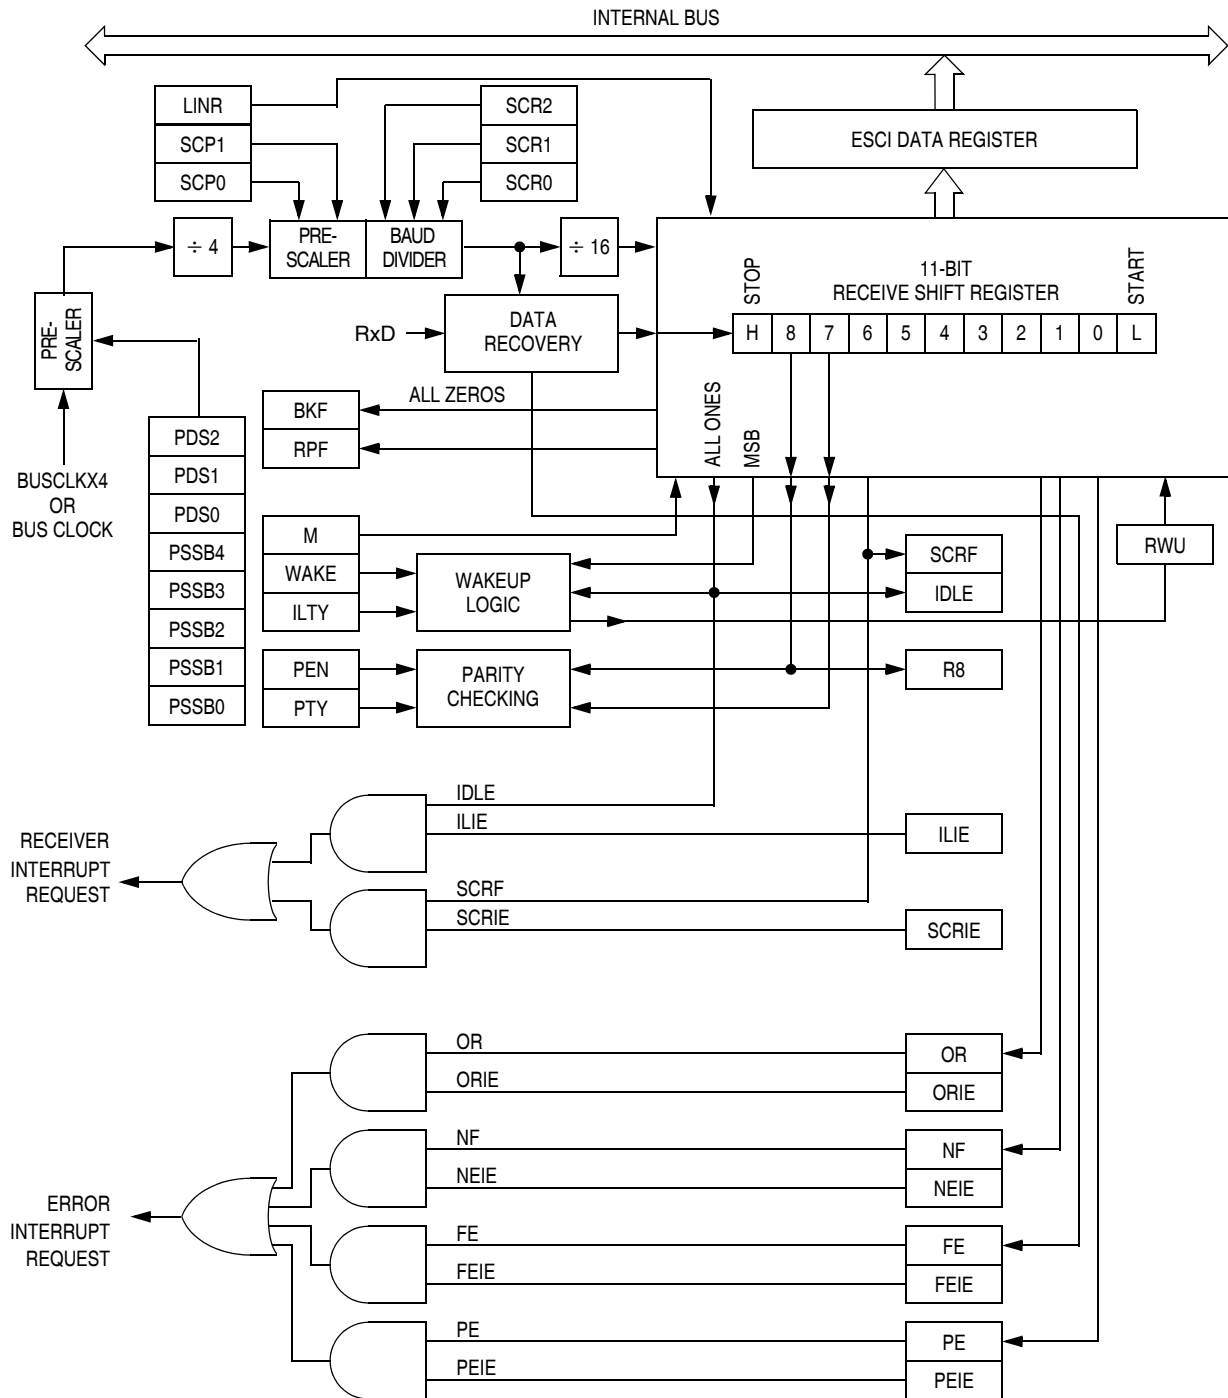 INTERNAL BUS
LINR
SCP1
SCP0
SCR2
SCR1
SCR0
ESCI DATA REGISTER
÷ 4
PRE-
SCALER
BAUD
DIVIDER
÷ 16
STOP
11-BIT
RECEIVE SHIFT REGISTER
START
H 8 7 6 5 4 3 2 1 0 L
PRE-
SCALER
RxD
DATA
RECOVERY
ALL ZEROS
BKF
RPF
ALL ONES
MSB
BUSCLKX4
OR
BUS CLOCK
PDS2
PDS1
PDS0
PSSB4
PSSB3
PSSB2
PSSB1
PSSB0
M
WAKE
ILTY
WAKEUP
LOGIC
SCRF
IDLE
RWU
PEN
PTY
PARITY
CHECKING
R8
RECEIVER
INTERRUPT
REQUEST
IDLE
ILIE
ILIE
SCRF
SCRIE
SCRIE
ERROR
INTERRUPT
REQUEST
OR
ORIE
OR
ORIE
NF
NEIE
NF
NEIE
FE
FEIE
FE
FEIE
PE
PEIE
PE
PEIE